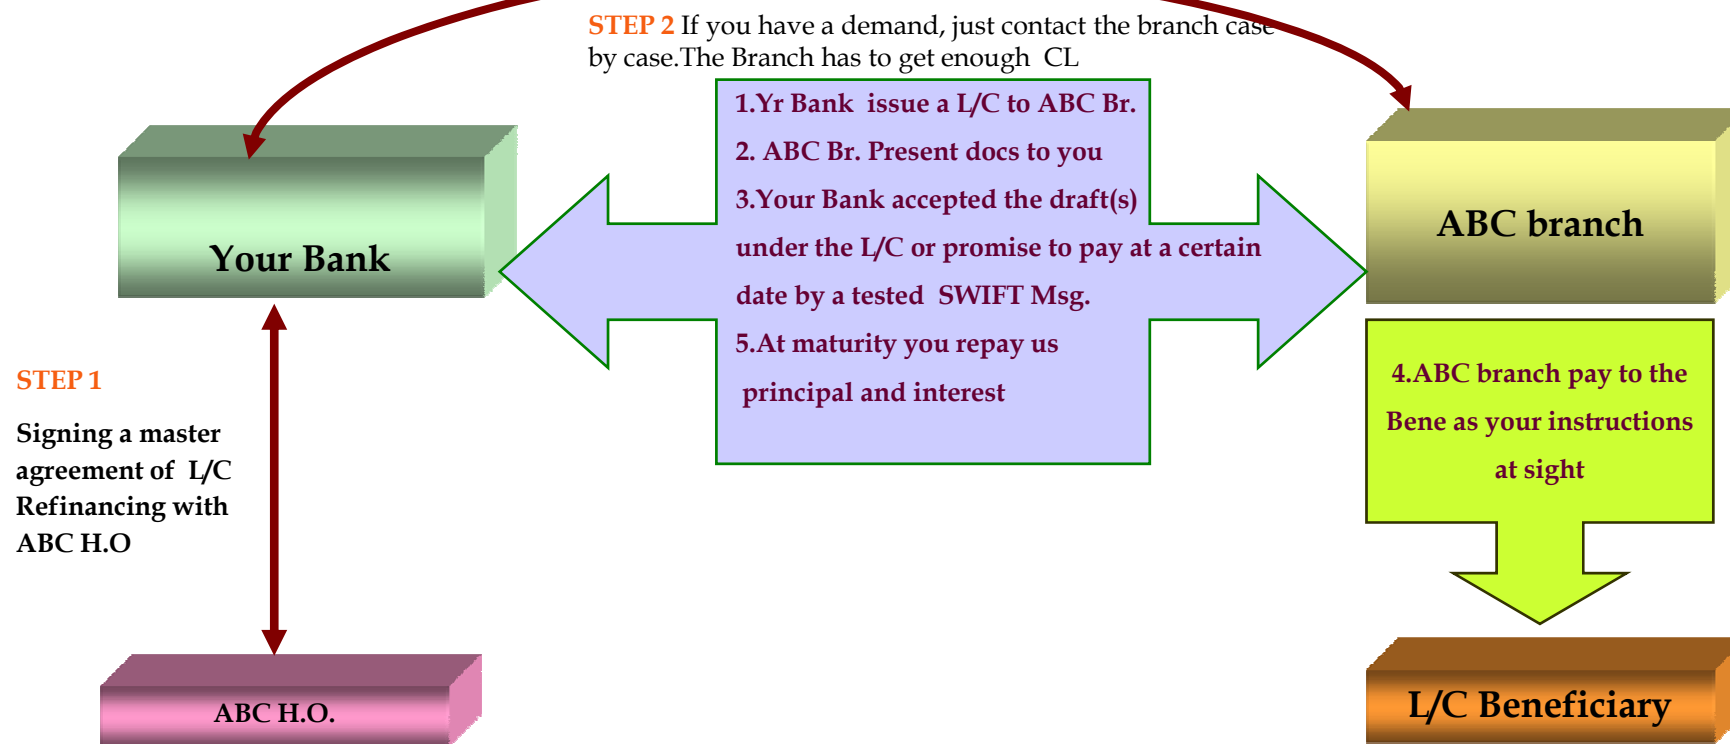 STEP 2 If you have a demand, just contact the branch case
by case.The Branch has to get enough  CL
1.Yr Bank  issue a L/C to ABC Br.
2. ABC Br. Present docs to you
3.Your Bank accepted the draft(s)
under the L/C or promise to pay at a certain
date by a tested  SWIFT Msg.
5.At maturity you repay us
principal and interest
Your Bank
ABC branch
STEP 1
Signing a master
agreement of  L/C
Refinancing with
ABC H.O
4.ABC branch pay to the
Bene as your instructions
at sight
ABC H.O.
L/C Beneficiary